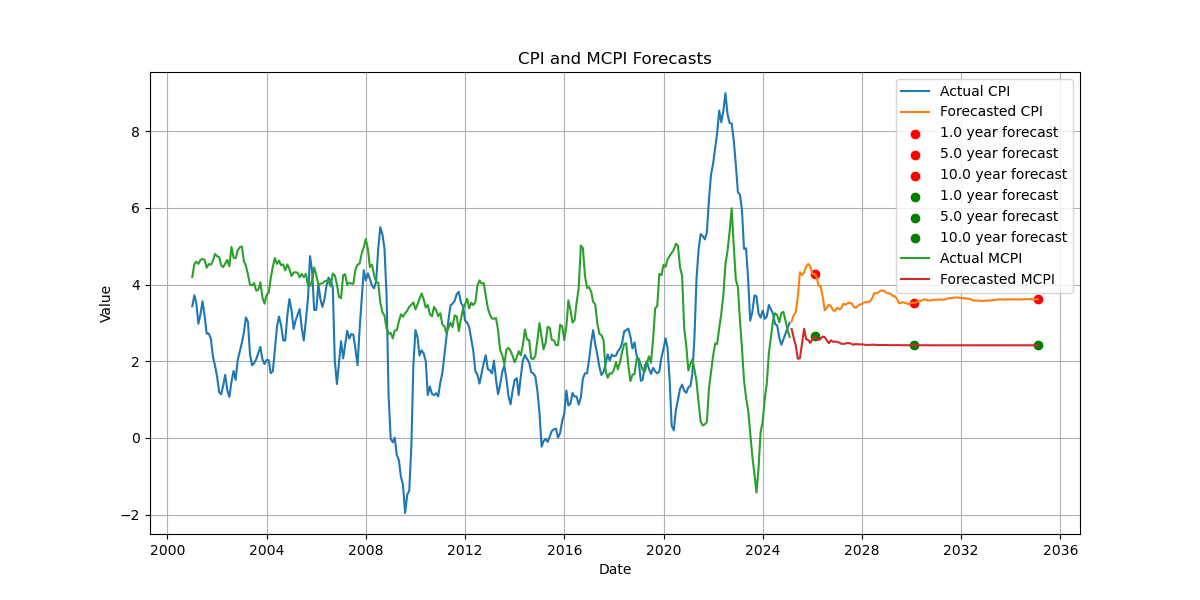 CPI and MCPI Forecasts
Actual CPI
Forecasted CPI
1.0 year forecast
5.0 year forecast
10.0 year forecast
1.0 year forecast
5.0 year forecast
10.0 year forecast
Actual MCPI
Forecasted MCPI
Value
8
6
4
2
0
−2
2000 2004 2008 2012 2016 2020 2024 2028 2032 2036
Date